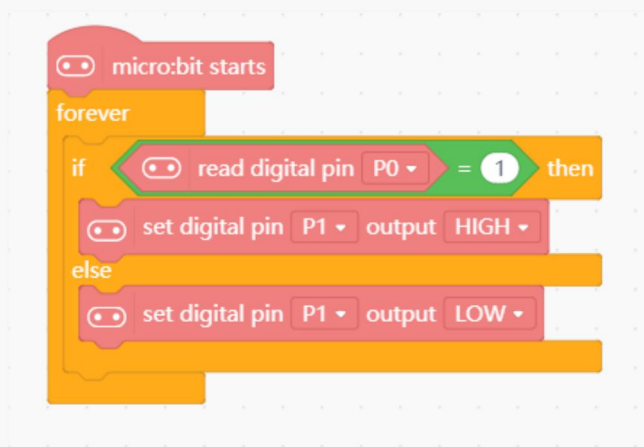 micro:bit starts
forever
if read digital pin P0 = 1 then
set digital pin P1 output HIGH
else
set digital pin P1 output LOW